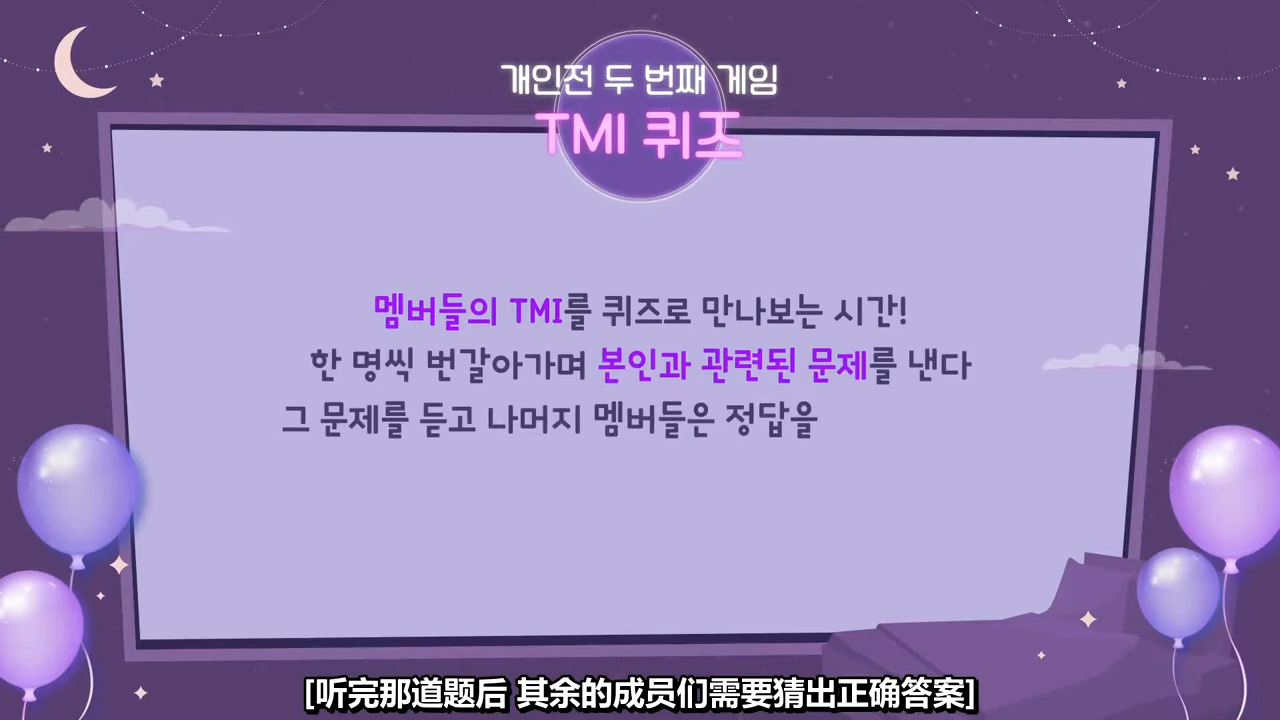 개인전 두 번째 게임
TMI 퀴즈
멤버들의 TMI를 퀴즈로 만나보는 시간!
한 명씩 번갈아가며 본인과 관련된 문제를 낸다
그 문제를 듣고 나머지 멤버들은 정답을
[听完那道题后 其余的成员们需要猜出正确答案]